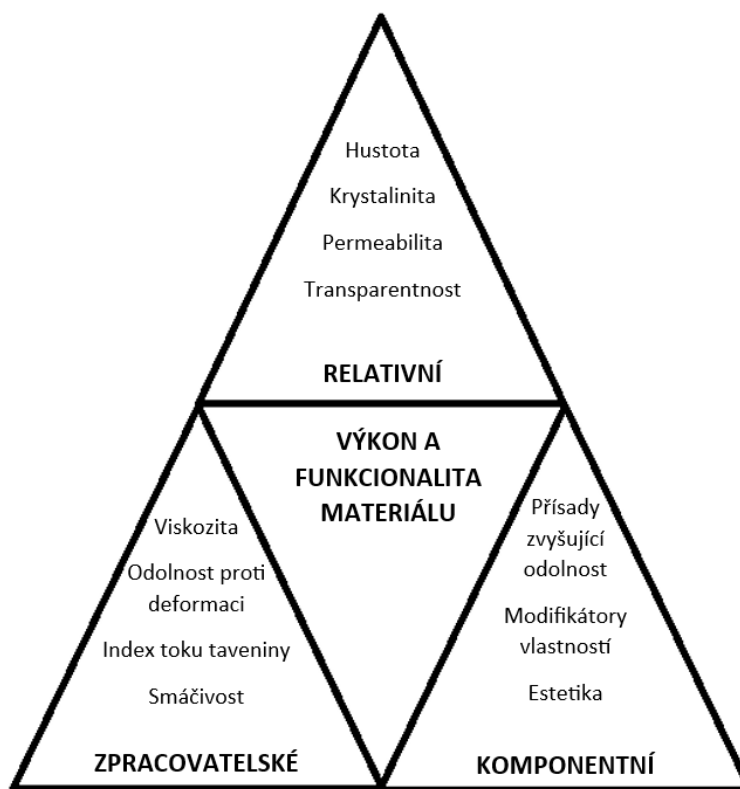 Hustota
Krystalinita
Permeabilita
Transparentnost
RELATIVNÍ
VÝKON A
FUNKCIONALITA
MATERIÁLU
Viskozita
Odolnost proti
deformaci
Index toku taveniny
Smáčivost
ZPRACOVATELSKÉ
Přísady
zvyšující
odolnost
Modifikátory
vlastností
Estetika
KOMPONENTNÍ